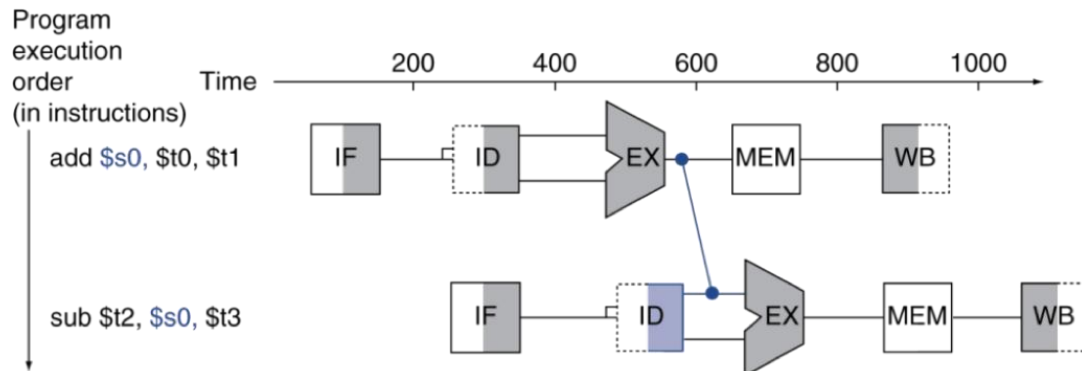 Program
execution
order
(in instructions)
Time
200 400 600 800 1000
add $s0, $t0, $t1
IF ID EX MEM WB
sub $t2, $s0, $t3
IF ID EX MEM WB